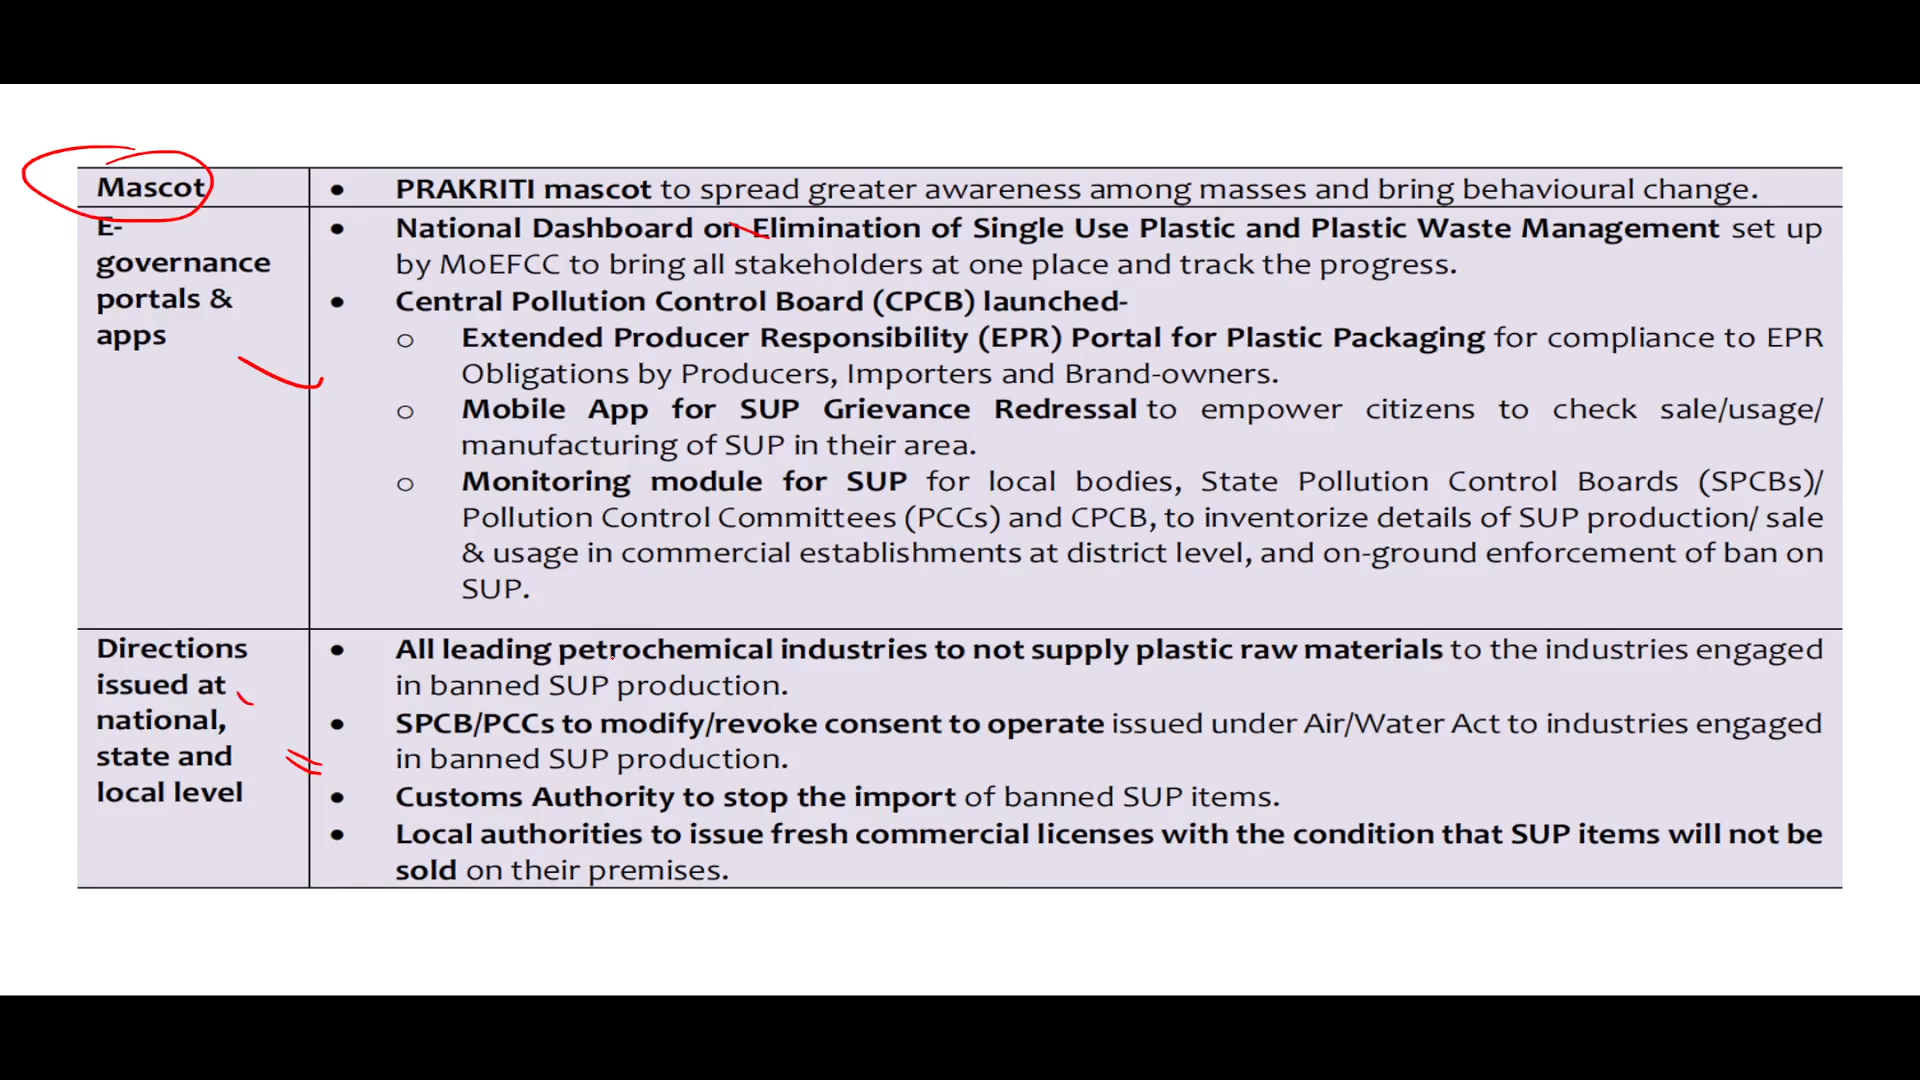 Mascot
• PRAKRITI mascot to spread greater awareness among masses and bring behavioural change.
E-
governance
portals &
apps
• National Dashboard on Elimination of Single Use Plastic and Plastic Waste Management set up
by MoEFCC to bring all stakeholders at one place and track the progress.
• Central Pollution Control Board (CPCB) launched-
o Extended Producer Responsibility (EPR) Portal for Plastic Packaging for compliance to EPR
Obligations by Producers, Importers and Brand-owners.
o Mobile App for SUP Grievance Redressal to empower citizens to check sale/usage/
manufacturing of SUP in their area.
o Monitoring module for SUP for local bodies, State Pollution Control Boards (SPCBs)/
Pollution Control Committees (PCCs) and CPCB, to inventorize details of SUP production/ sale
& usage in commercial establishments at district level, and on-ground enforcement of ban on
SUP.
Directions
issued at
national,
state and
local level
• All leading petrochemical industries to not supply plastic raw materials to the industries engaged
in banned SUP production.
• SPCB/PCCs to modify/revoke consent to operate issued under Air/Water Act to industries engaged
in banned SUP production.
• Customs Authority to stop the import of banned SUP items.
• Local authorities to issue fresh commercial licenses with the condition that SUP items will not be
sold on their premises.